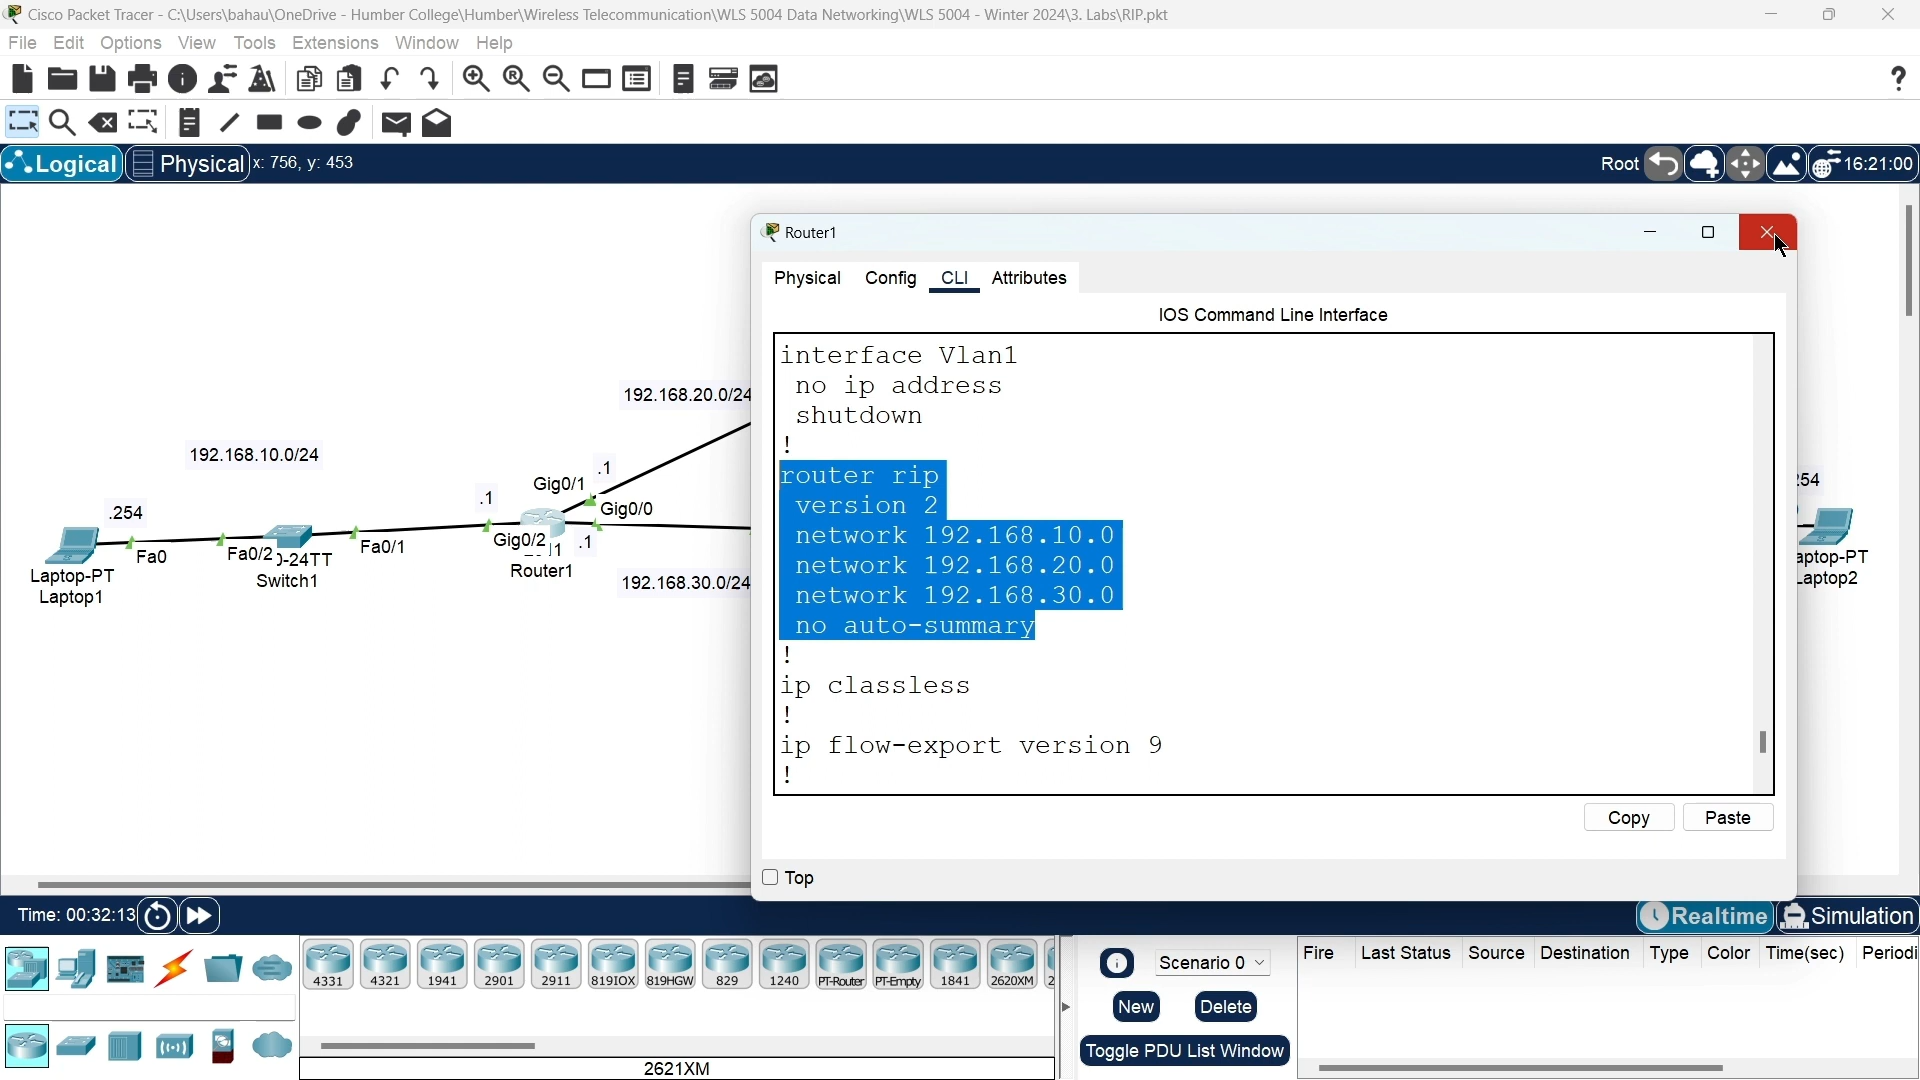 Cisco Packet Tracer - C:\Users\bahau\OneDrive - Humber College\Humber\Wireless Telecommunication\WLS 5004 Data Networking\WLS 5004 - Winter 2024\3. Labs\RIP.pkt
File Edit Options View Tools Extensions Window Help
Logical Physical x: 756, y: 453 Root 16:21:00
Router1
Physical Config CLI Attributes
IOS Command Line Interface
interface Vlan1
no ip address
shutdown
!
router rip
version 2
network 192.168.10.0
network 192.168.20.0
network 192.168.30.0
no auto-summary
!
ip classless
!
ip flow-export version 9
!
Copy Paste
Top
192.168.20.0/24
192.168.10.0/24
.1
Gig0/1
.1
Gig0/0
.254
Fa0
Fa0/2
Fa0/1
Gig0/2
.1
-24TT
Laptop-PT
Laptop1
Switch1
Router1
192.168.30.0/24
54
aptop-PT
Laptop2
Time: 00:32:13 Realtime Simulation
4331 4321 1941 2901 2911 819IOX 819HGW 829 1240 PT-Router PT-Empty 1841 2620XM 2
2621XM
Scenario 0
New Delete
Toggle PDU List Window
Fire Last Status Source Destination Type Color Time(sec) Periodi